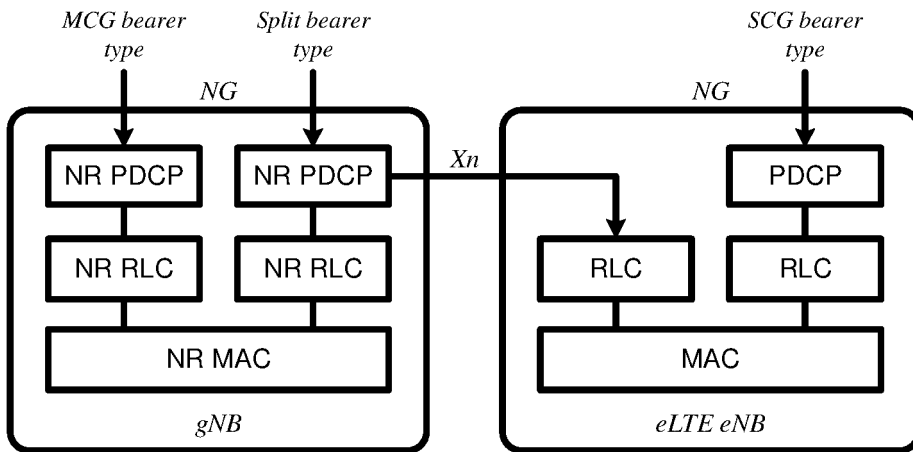 MCG bearer type
Split bearer type
SCG bearer type
NG
NG
NR PDCP
NR PDCP
Xn
PDCP
NR RLC
NR RLC
RLC
RLC
NR MAC
MAC
gNB
eLTE eNB